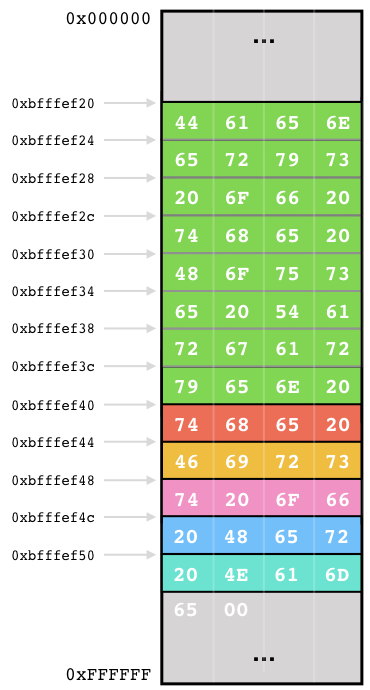 0x000000
...
0xbfffef20
44 61 65 6E
0xbfffef24
65 72 79 73
0xbfffef28
20 6F 66 20
0xbfffef2c
74 68 65 20
0xbfffef30
48 6F 75 73
0xbfffef34
65 20 54 61
0xbfffef38
72 67 61 72
0xbfffef3c
79 65 6E 20
0xbfffef40
74 68 65 20
0xbfffef44
46 69 72 73
0xbfffef48
74 20 6F 66
0xbfffef4c
20 48 65 72
0xbfffef50
20 4E 61 6D
65 00
...
0xFFFFFF